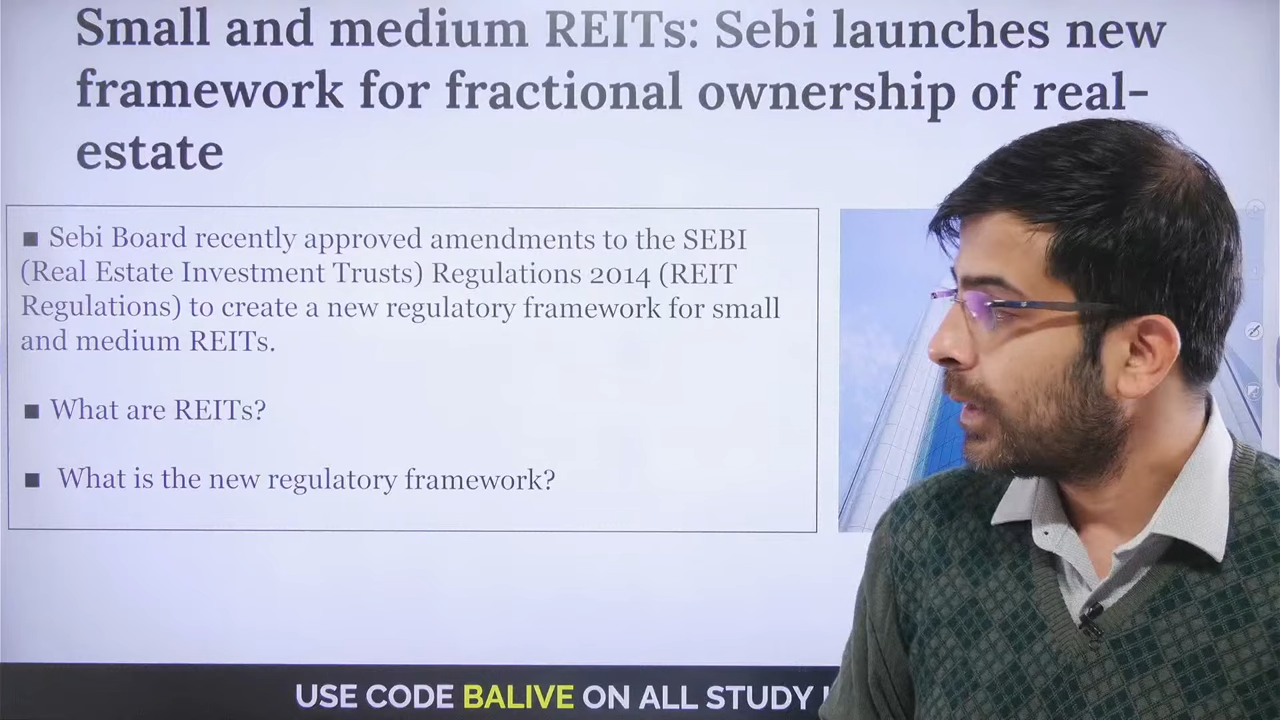 Small and medium REITs: Sebi launches new
framework for fractional ownership of real-
estate
■ Sebi Board recently approved amendments to the SEBI
(Real Estate Investment Trusts) Regulations 2014 (REIT
Regulations) to create a new regulatory framework for small
and medium REITs.
■ What are REITs?
■ What is the new regulatory framework?
USE CODE BALIVE ON ALL STUDY